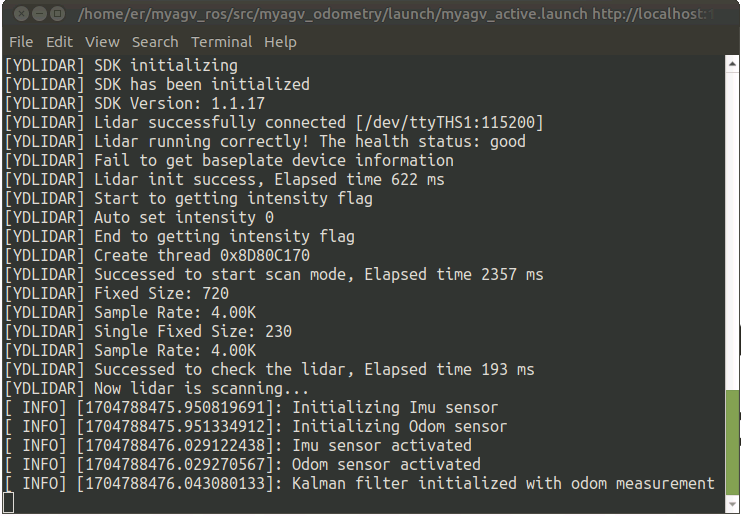 /home/er/myagv_ros/src/myagv_odometry/launch/myagv_active.launch http://localhost:1
File Edit View Search Terminal Help
[YDLIDAR] SDK initializing
[YDLIDAR] SDK has been initialized
[YDLIDAR] SDK Version: 1.1.17
[YDLIDAR] Lidar successfully connected [/dev/ttyTHS1:115200]
[YDLIDAR] Lidar running correctly! The health status: good
[YDLIDAR] Fail to get baseplate device information
[YDLIDAR] Lidar init success, Elapsed time 622 ms
[YDLIDAR] Start to getting intensity flag
[YDLIDAR] Auto set intensity 0
[YDLIDAR] End to getting intensity flag
[YDLIDAR] Create thread 0x8D80C170
[YDLIDAR] Successed to start scan mode, Elapsed time 2357 ms
[YDLIDAR] Fixed Size: 720
[YDLIDAR] Sample Rate: 4.00K
[YDLIDAR] Single Fixed Size: 230
[YDLIDAR] Sample Rate: 4.00K
[YDLIDAR] Successed to check the lidar, Elapsed time 193 ms
[YDLIDAR] Now lidar is scanning...
[ INFO] [1704788475.950819691]: Initializing Imu sensor
[ INFO] [1704788475.951334912]: Initializing Odom sensor
[ INFO] [1704788476.029122438]: Imu sensor activated
[ INFO] [1704788476.029270567]: Odom sensor activated
[ INFO] [1704788476.043080133]: Kalman filter initialized with odom measurement